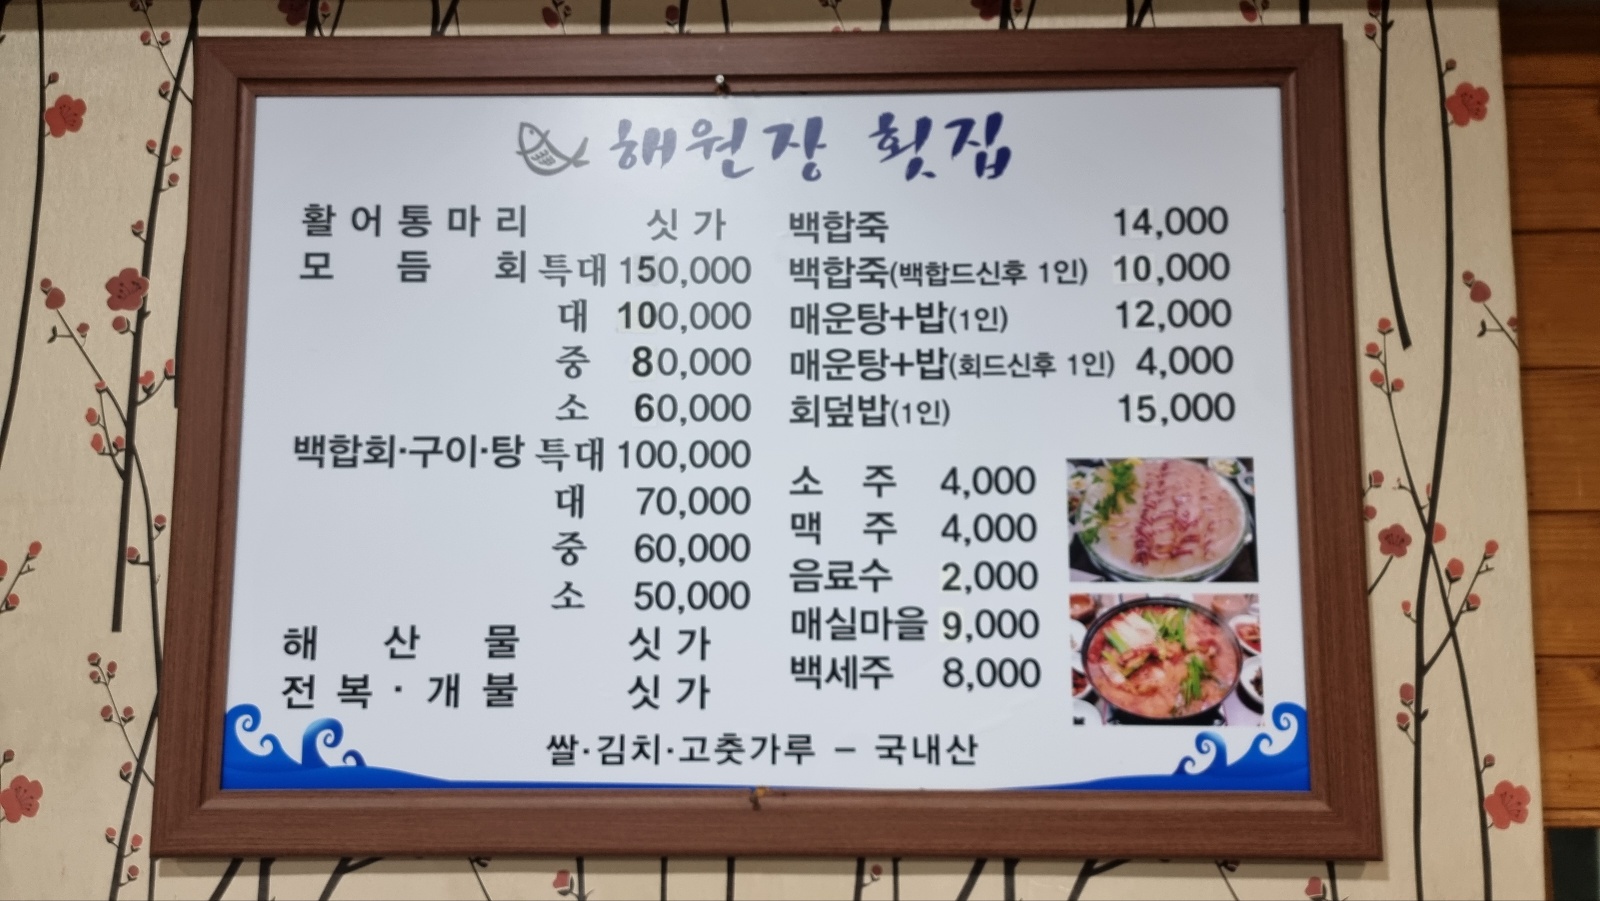 해원장 횟집
활어통마리 싯가
모듬회 특대 150,000
대 100,000
중 80,000
소 60,000
백합회·구이·탕 특대 100,000
대 70,000
중 60,000
소 50,000
해산물 싯가
전복·개불 싯가
백합죽 14,000
백합죽(백합드신후 1인) 10,000
매운탕+밥(1인) 12,000
매운탕+밥(회드신후 1인) 4,000
회덮밥(1인) 15,000
소주 4,000
맥주 4,000
음료수 2,000
매실마을 9,000
백세주 8,000
쌀·김치·고춧가루 - 국내산